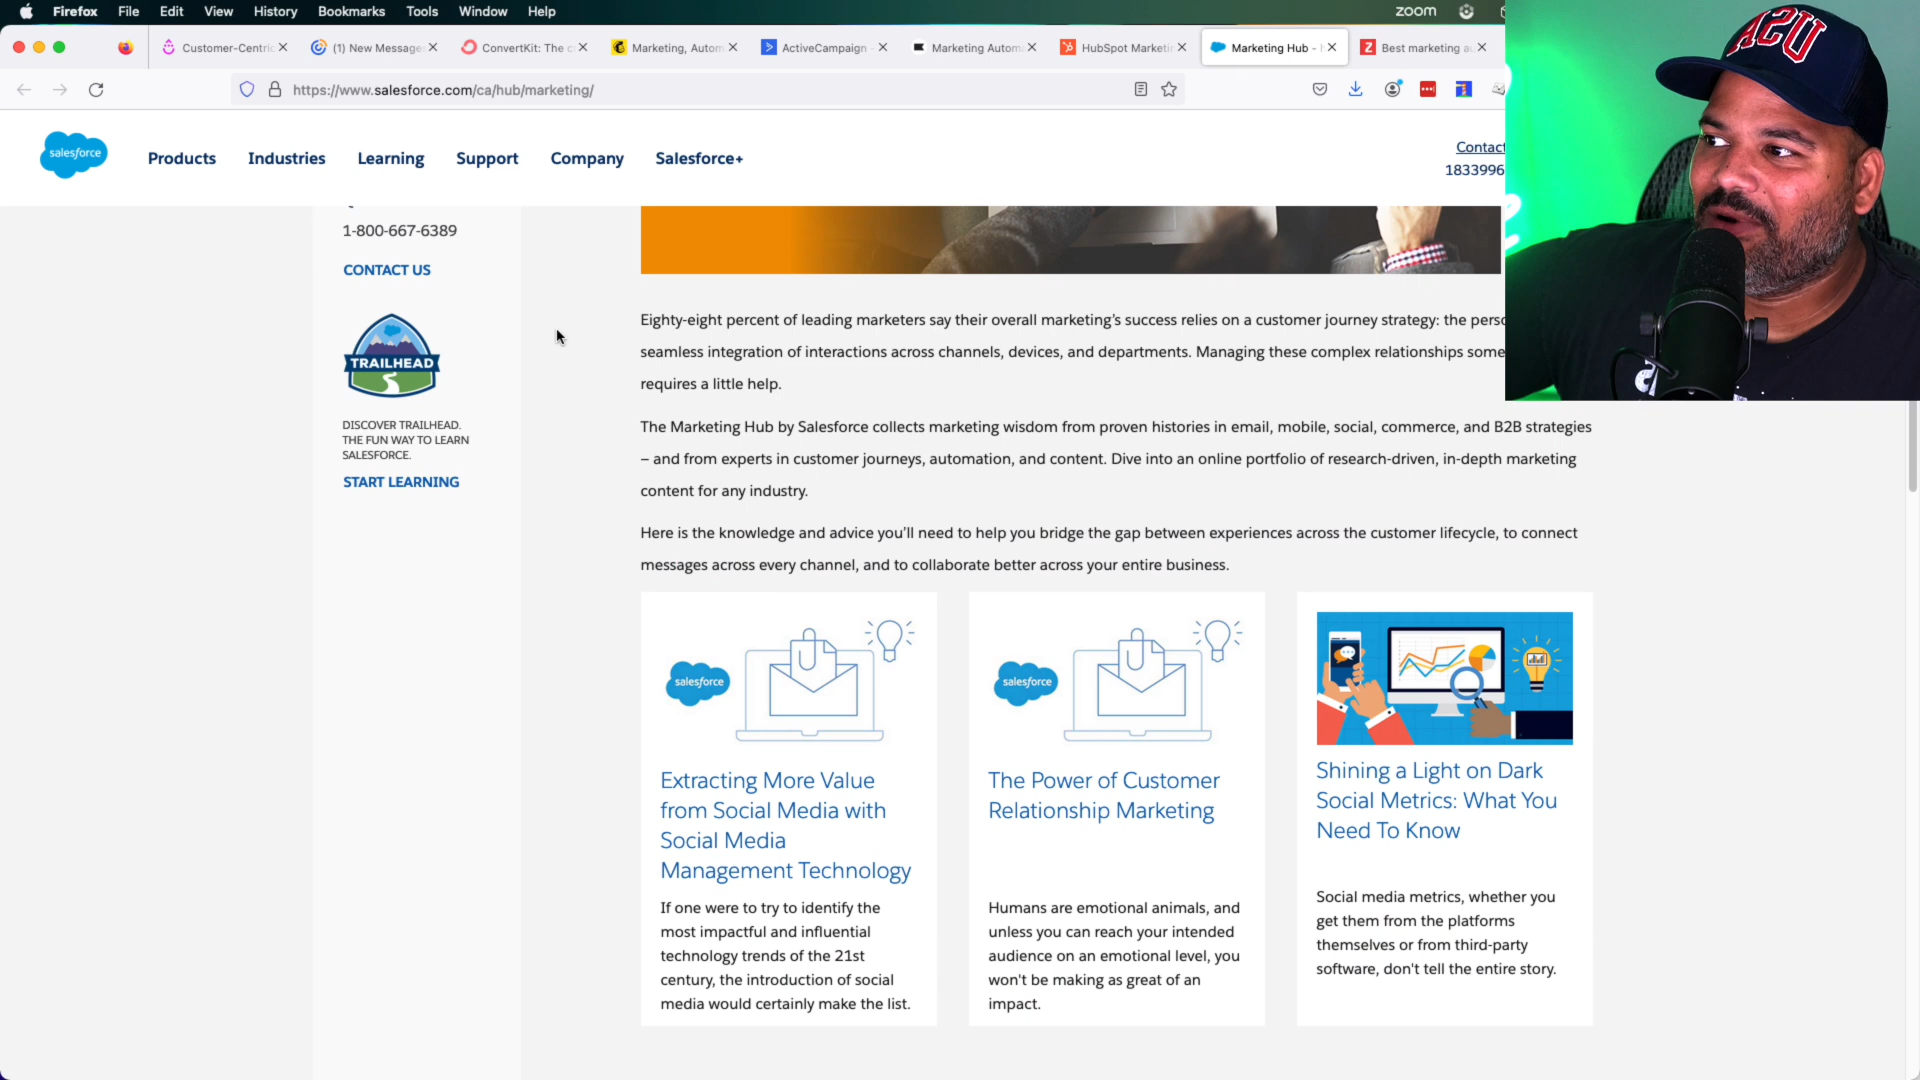 Firefox File Edit View History Bookmarks Tools Window Help
zoom
Customer-Centric
(1) New Message
ConvertKit: The c
Marketing, Autom
ActiveCampaign -
Marketing Autom
HubSpot Marketin
Marketing Hub -
Best marketing au
https://www.salesforce.com/ca/hub/marketing/
salesforce
Products Industries Learning Support Company Salesforce+
Contact
1833996
1-800-667-6389
CONTACT US
TRAILHEAD
DISCOVER TRAILHEAD.
THE FUN WAY TO LEARN
SALESFORCE.
START LEARNING
Eighty-eight percent of leading marketers say their overall marketing's success relies on a customer journey strategy: the perso
seamless integration of interactions across channels, devices, and departments. Managing these complex relationships some
requires a little help.
The Marketing Hub by Salesforce collects marketing wisdom from proven histories in email, mobile, social, commerce, and B2B strategies
– and from experts in customer journeys, automation, and content. Dive into an online portfolio of research-driven, in-depth marketing
content for any industry.
Here is the knowledge and advice you'll need to help you bridge the gap between experiences across the customer lifecycle, to connect
messages across every channel, and to collaborate better across your entire business.
salesforce
Extracting More Value
from Social Media with
Social Media
Management Technology
If one were to try to identify the
most impactful and influential
technology trends of the 21st
century, the introduction of social
media would certainly make the list.
salesforce
The Power of Customer
Relationship Marketing
Humans are emotional animals, and
unless you can reach your intended
audience on an emotional level, you
won't be making as great of an
impact.
Shining a Light on Dark
Social Metrics: What You
Need To Know
Social media metrics, whether you
get them from the platforms
themselves or from third-party
software, don't tell the entire story.
A2U